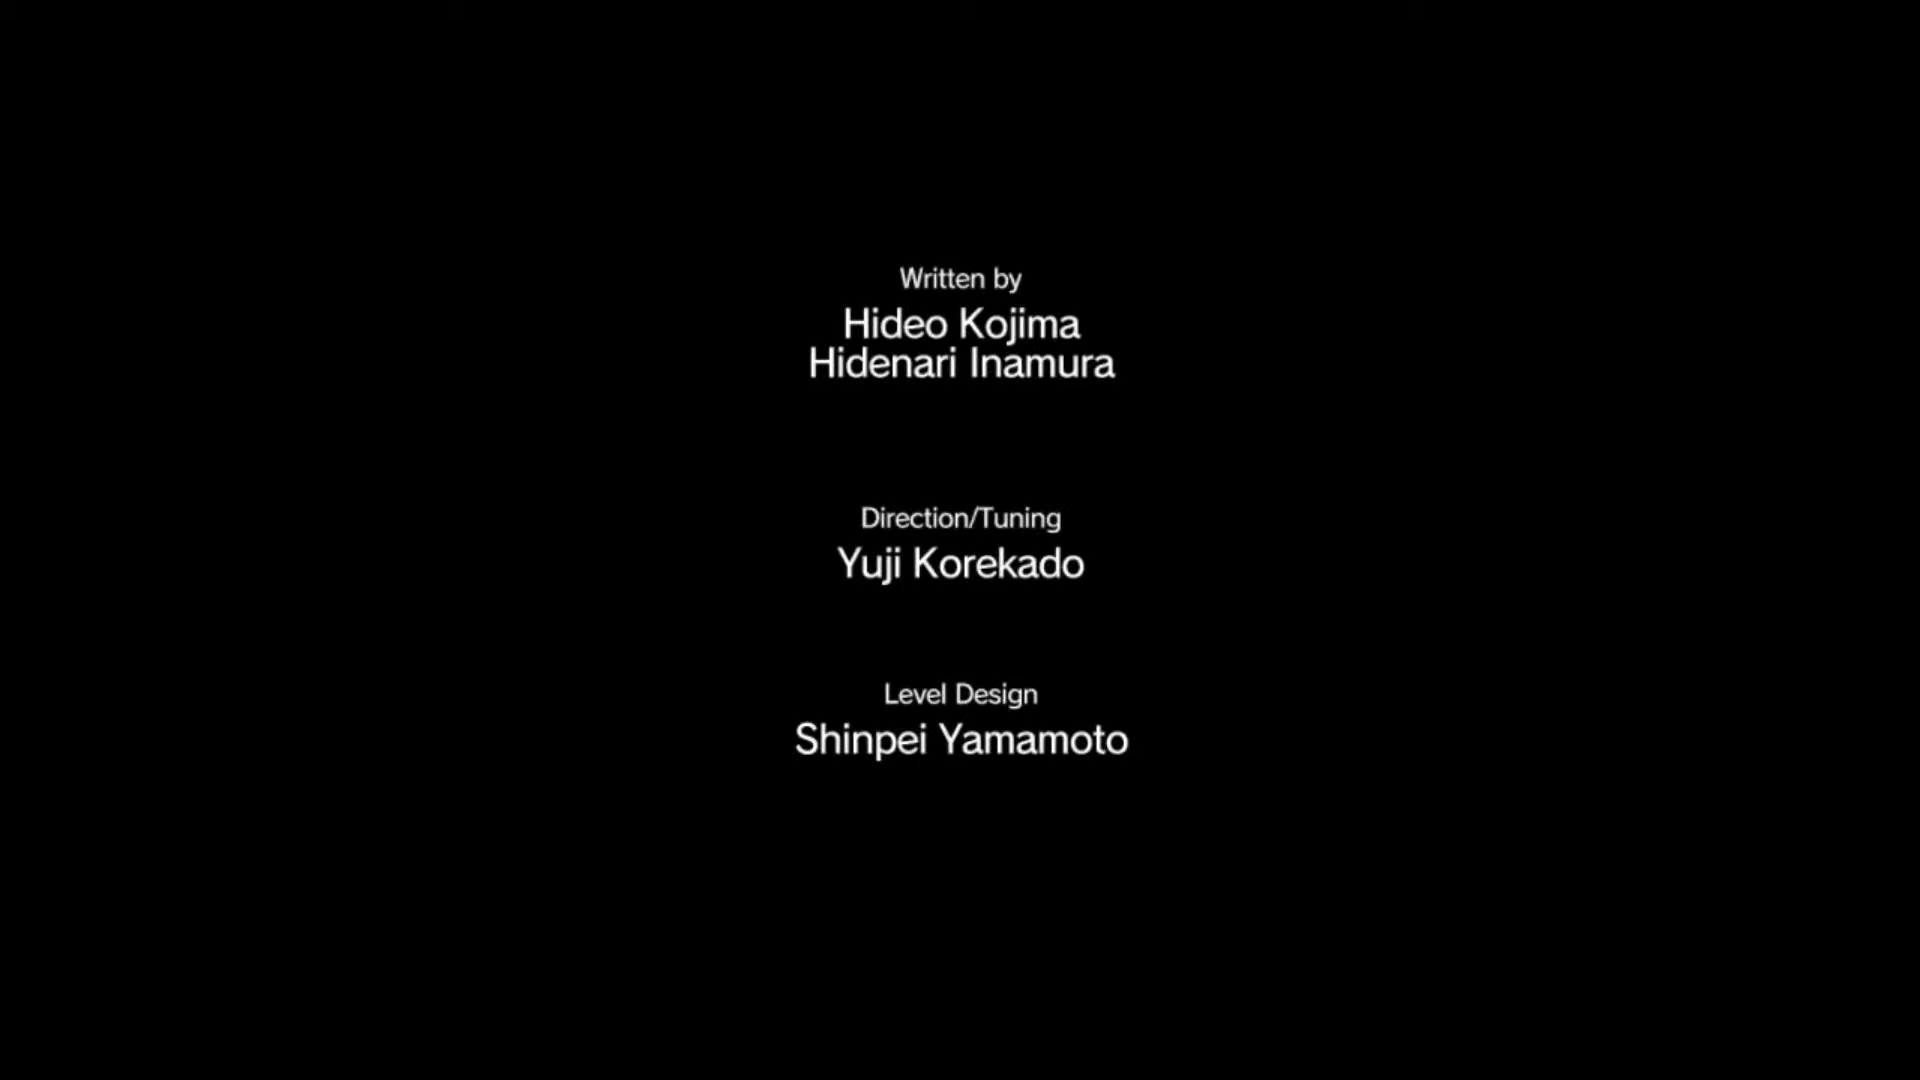 Written by
Hideo Kojima
Hidenari Inamura
Direction/Tuning
Yuji Korekado
Level Design
Shinpei Yamamoto